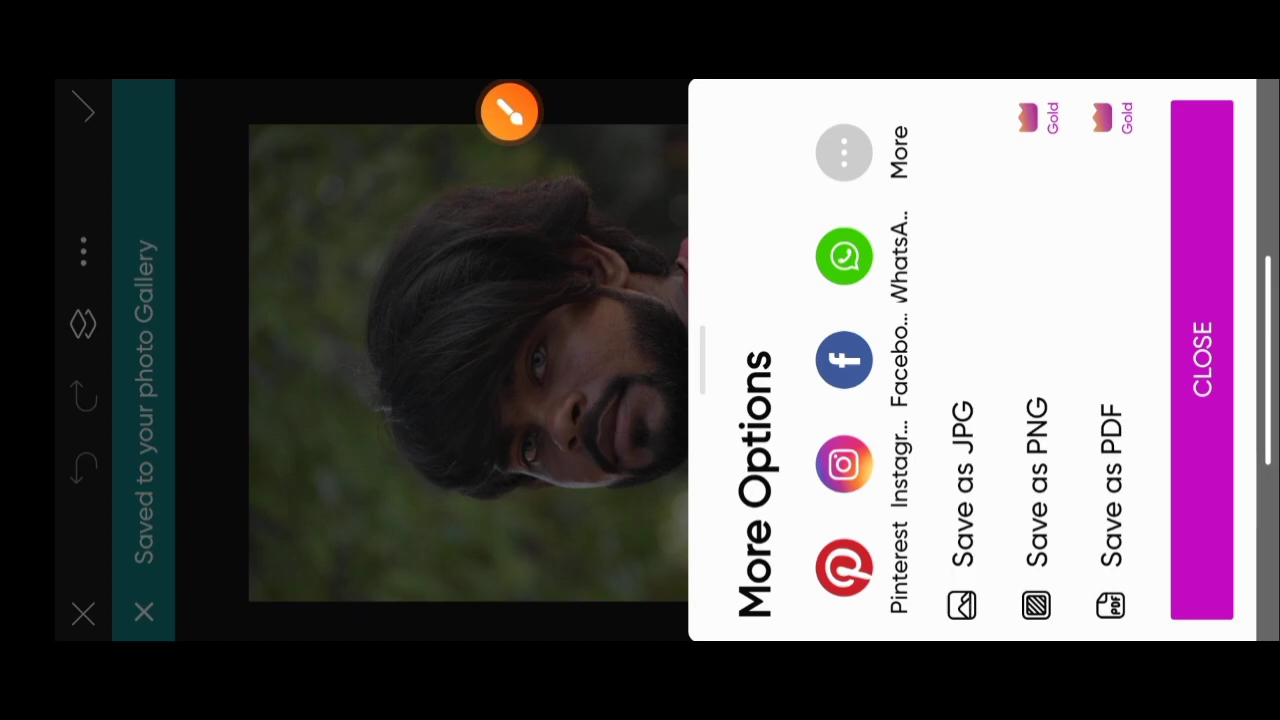 Saved to your photo Gallery
More Options
Pinterest Instagr... Facebo... WhatsA.. More
Save as JPG
Save as PNG Gold
Save as PDF Gold
CLOSE